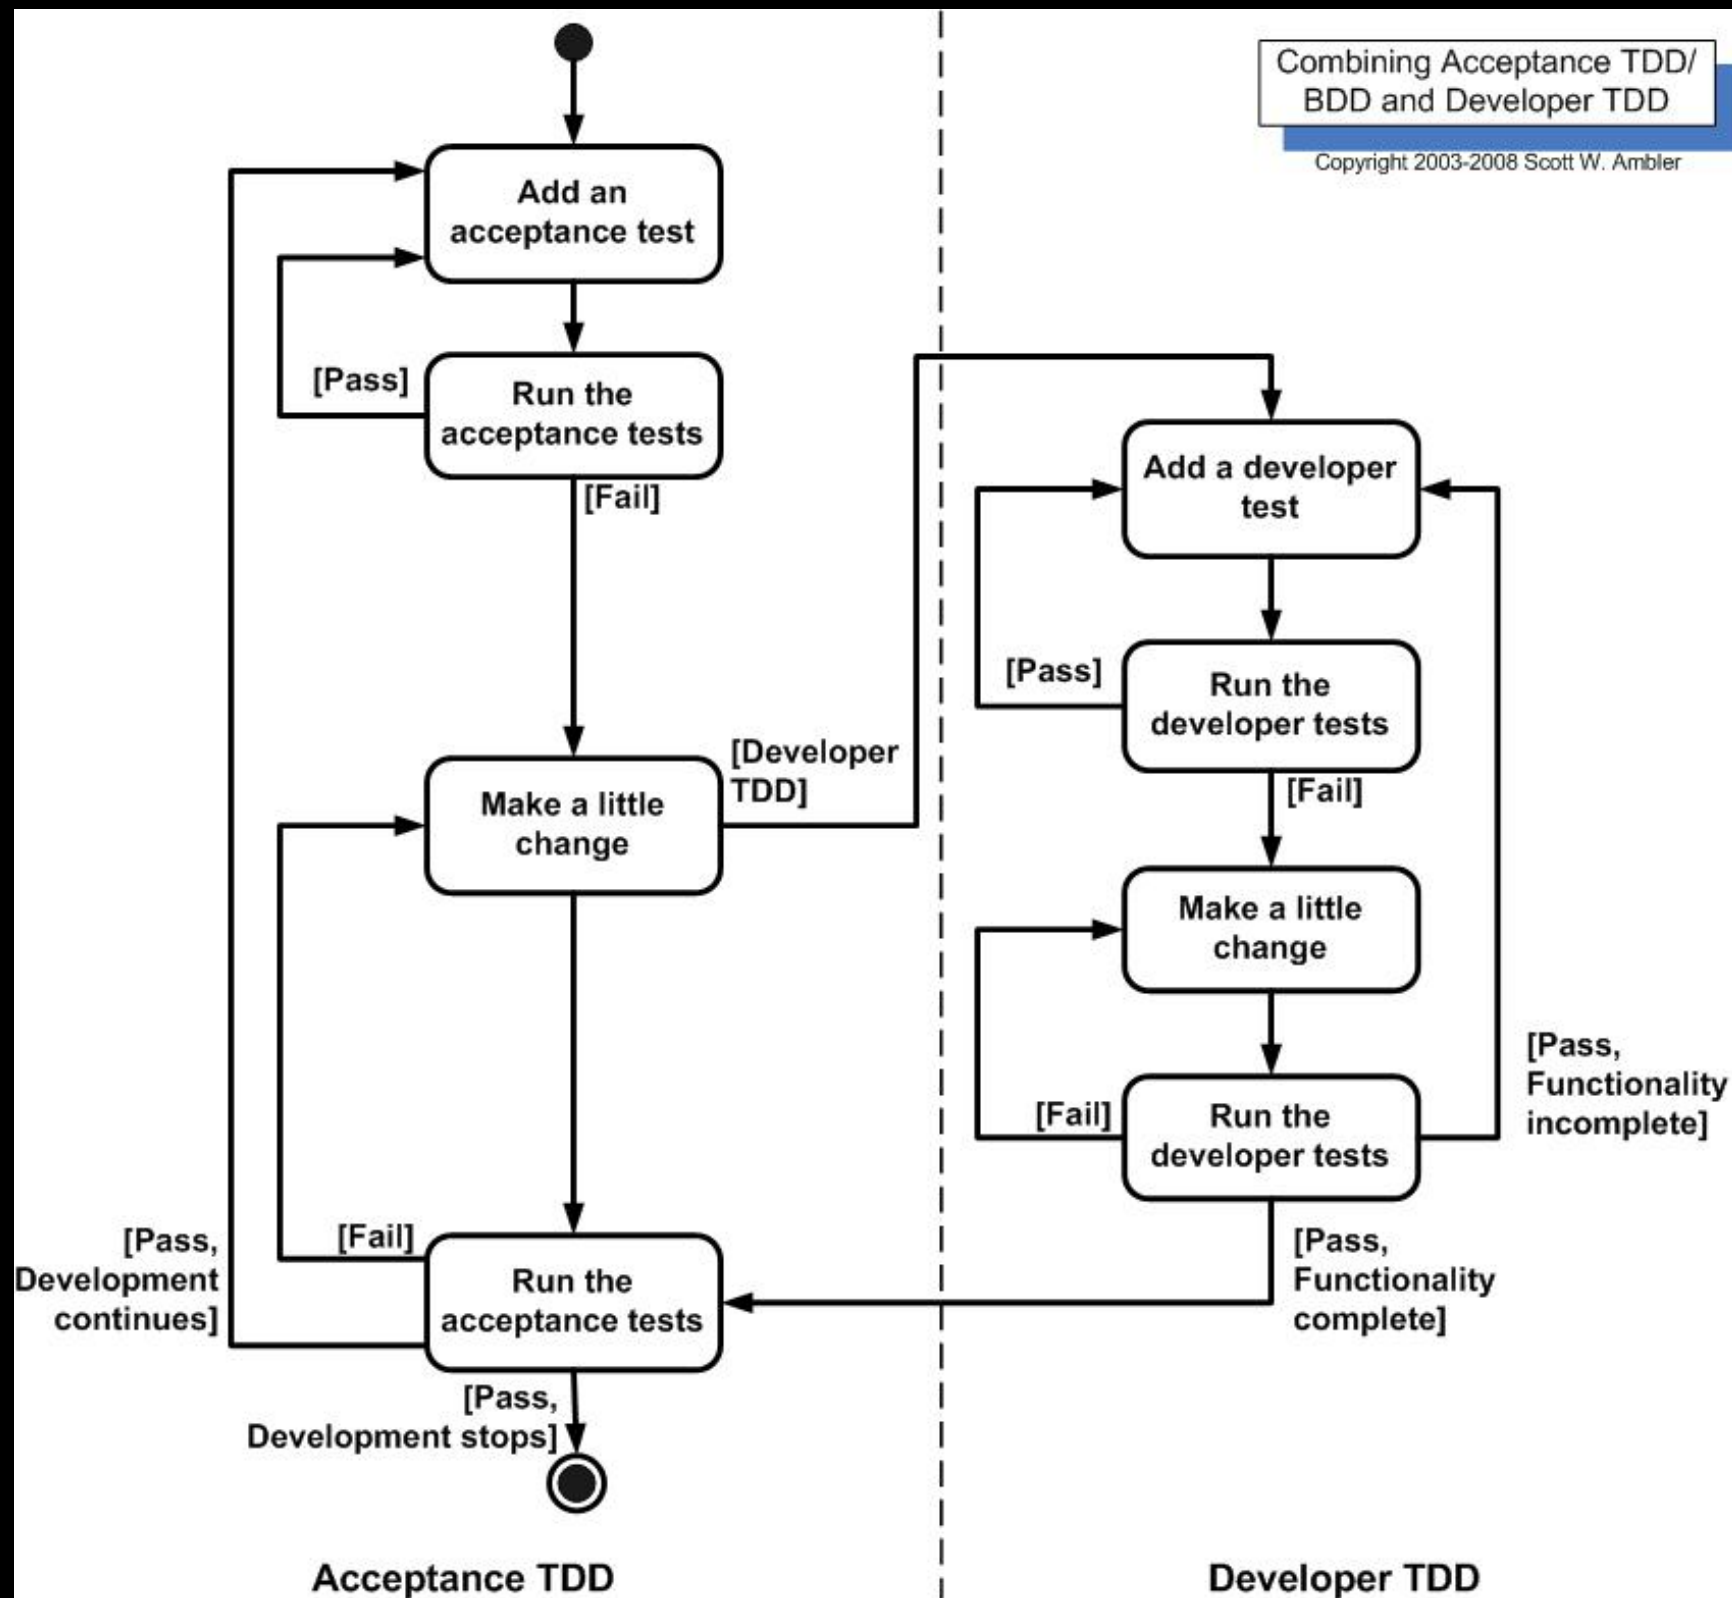 Combining Acceptance TDD/
BDD and Developer TDD
Copyright 2003-2008 Scott W. Ambler
Add an
acceptance test
[Pass]
Run the
acceptance tests
[Fail]
Make a little
change
[Developer
TDD]
[Fail]
Run the
acceptance tests
[Pass,
Development
continues]
[Pass,
Development stops]
Acceptance TDD
Add a developer
test
[Pass]
Run the
developer tests
[Fail]
Make a little
change
[Fail]
Run the
developer tests
[Pass,
Functionality
incomplete]
[Pass,
Functionality
complete]
Developer TDD